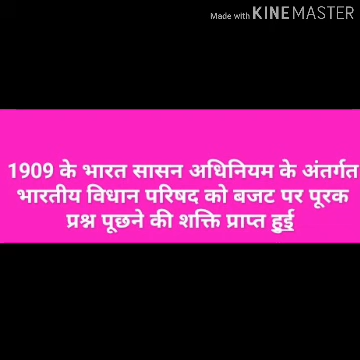 Made with KINEMASTER
1909 के भारत सासन अधिनियम के अंतर्गत
भारतीय विधान परिषद को बजट पर पूरक
प्रश्न पूछने की शक्ति प्राप्त हुई